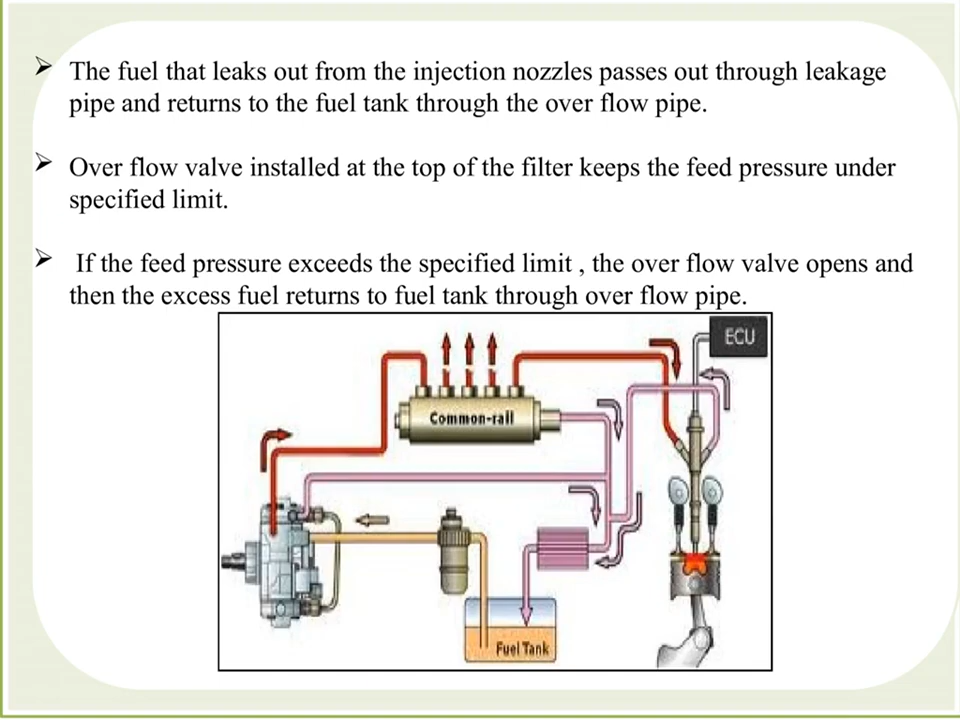 The fuel that leaks out from the injection nozzles passes out through leakage
pipe and returns to the fuel tank through the over flow pipe.
Over flow valve installed at the top of the filter keeps the feed pressure under
specified limit.
If the feed pressure exceeds the specified limit , the over flow valve opens and
then the excess fuel returns to fuel tank through over flow pipe.
ECU
Common-rail
Fuel Tank